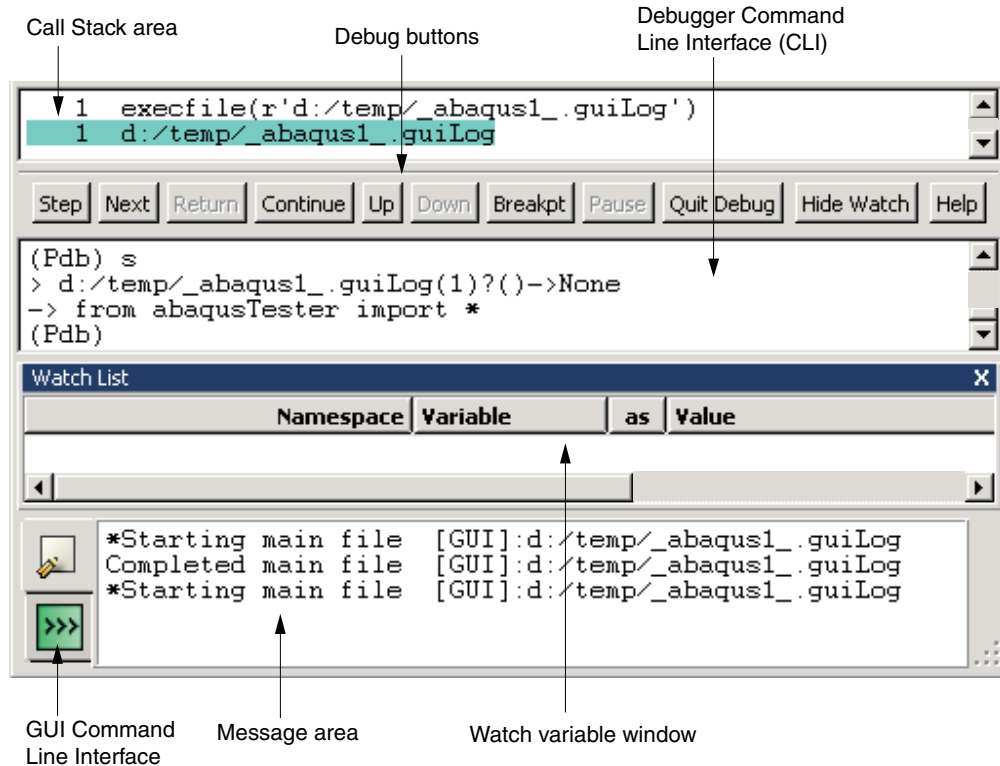 Call Stack area
Debug buttons
Debugger Command
Line Interface (CLI)
1 execfile(r'd:/temp/_abaqus1_.guiLog')
1 d:/temp/_abaqus1_.guiLog
Step Next Return Continue Up Down Breakpt Pause Quit Debug Hide Watch Help
(Pdb) s
> d:/temp/_abaqus1_.guiLog(1)?()->None
-> from abaqusTester import *
(Pdb)
Watch List X
Namespace Variable as Value
*Starting main file [GUI]:d:/temp/_abaqus1_.guiLog
Completed main file [GUI]:d:/temp/_abaqus1_.guiLog
*Starting main file [GUI]:d:/temp/_abaqus1_.guiLog
>>>
GUI Command
Line Interface
Message area
Watch variable window